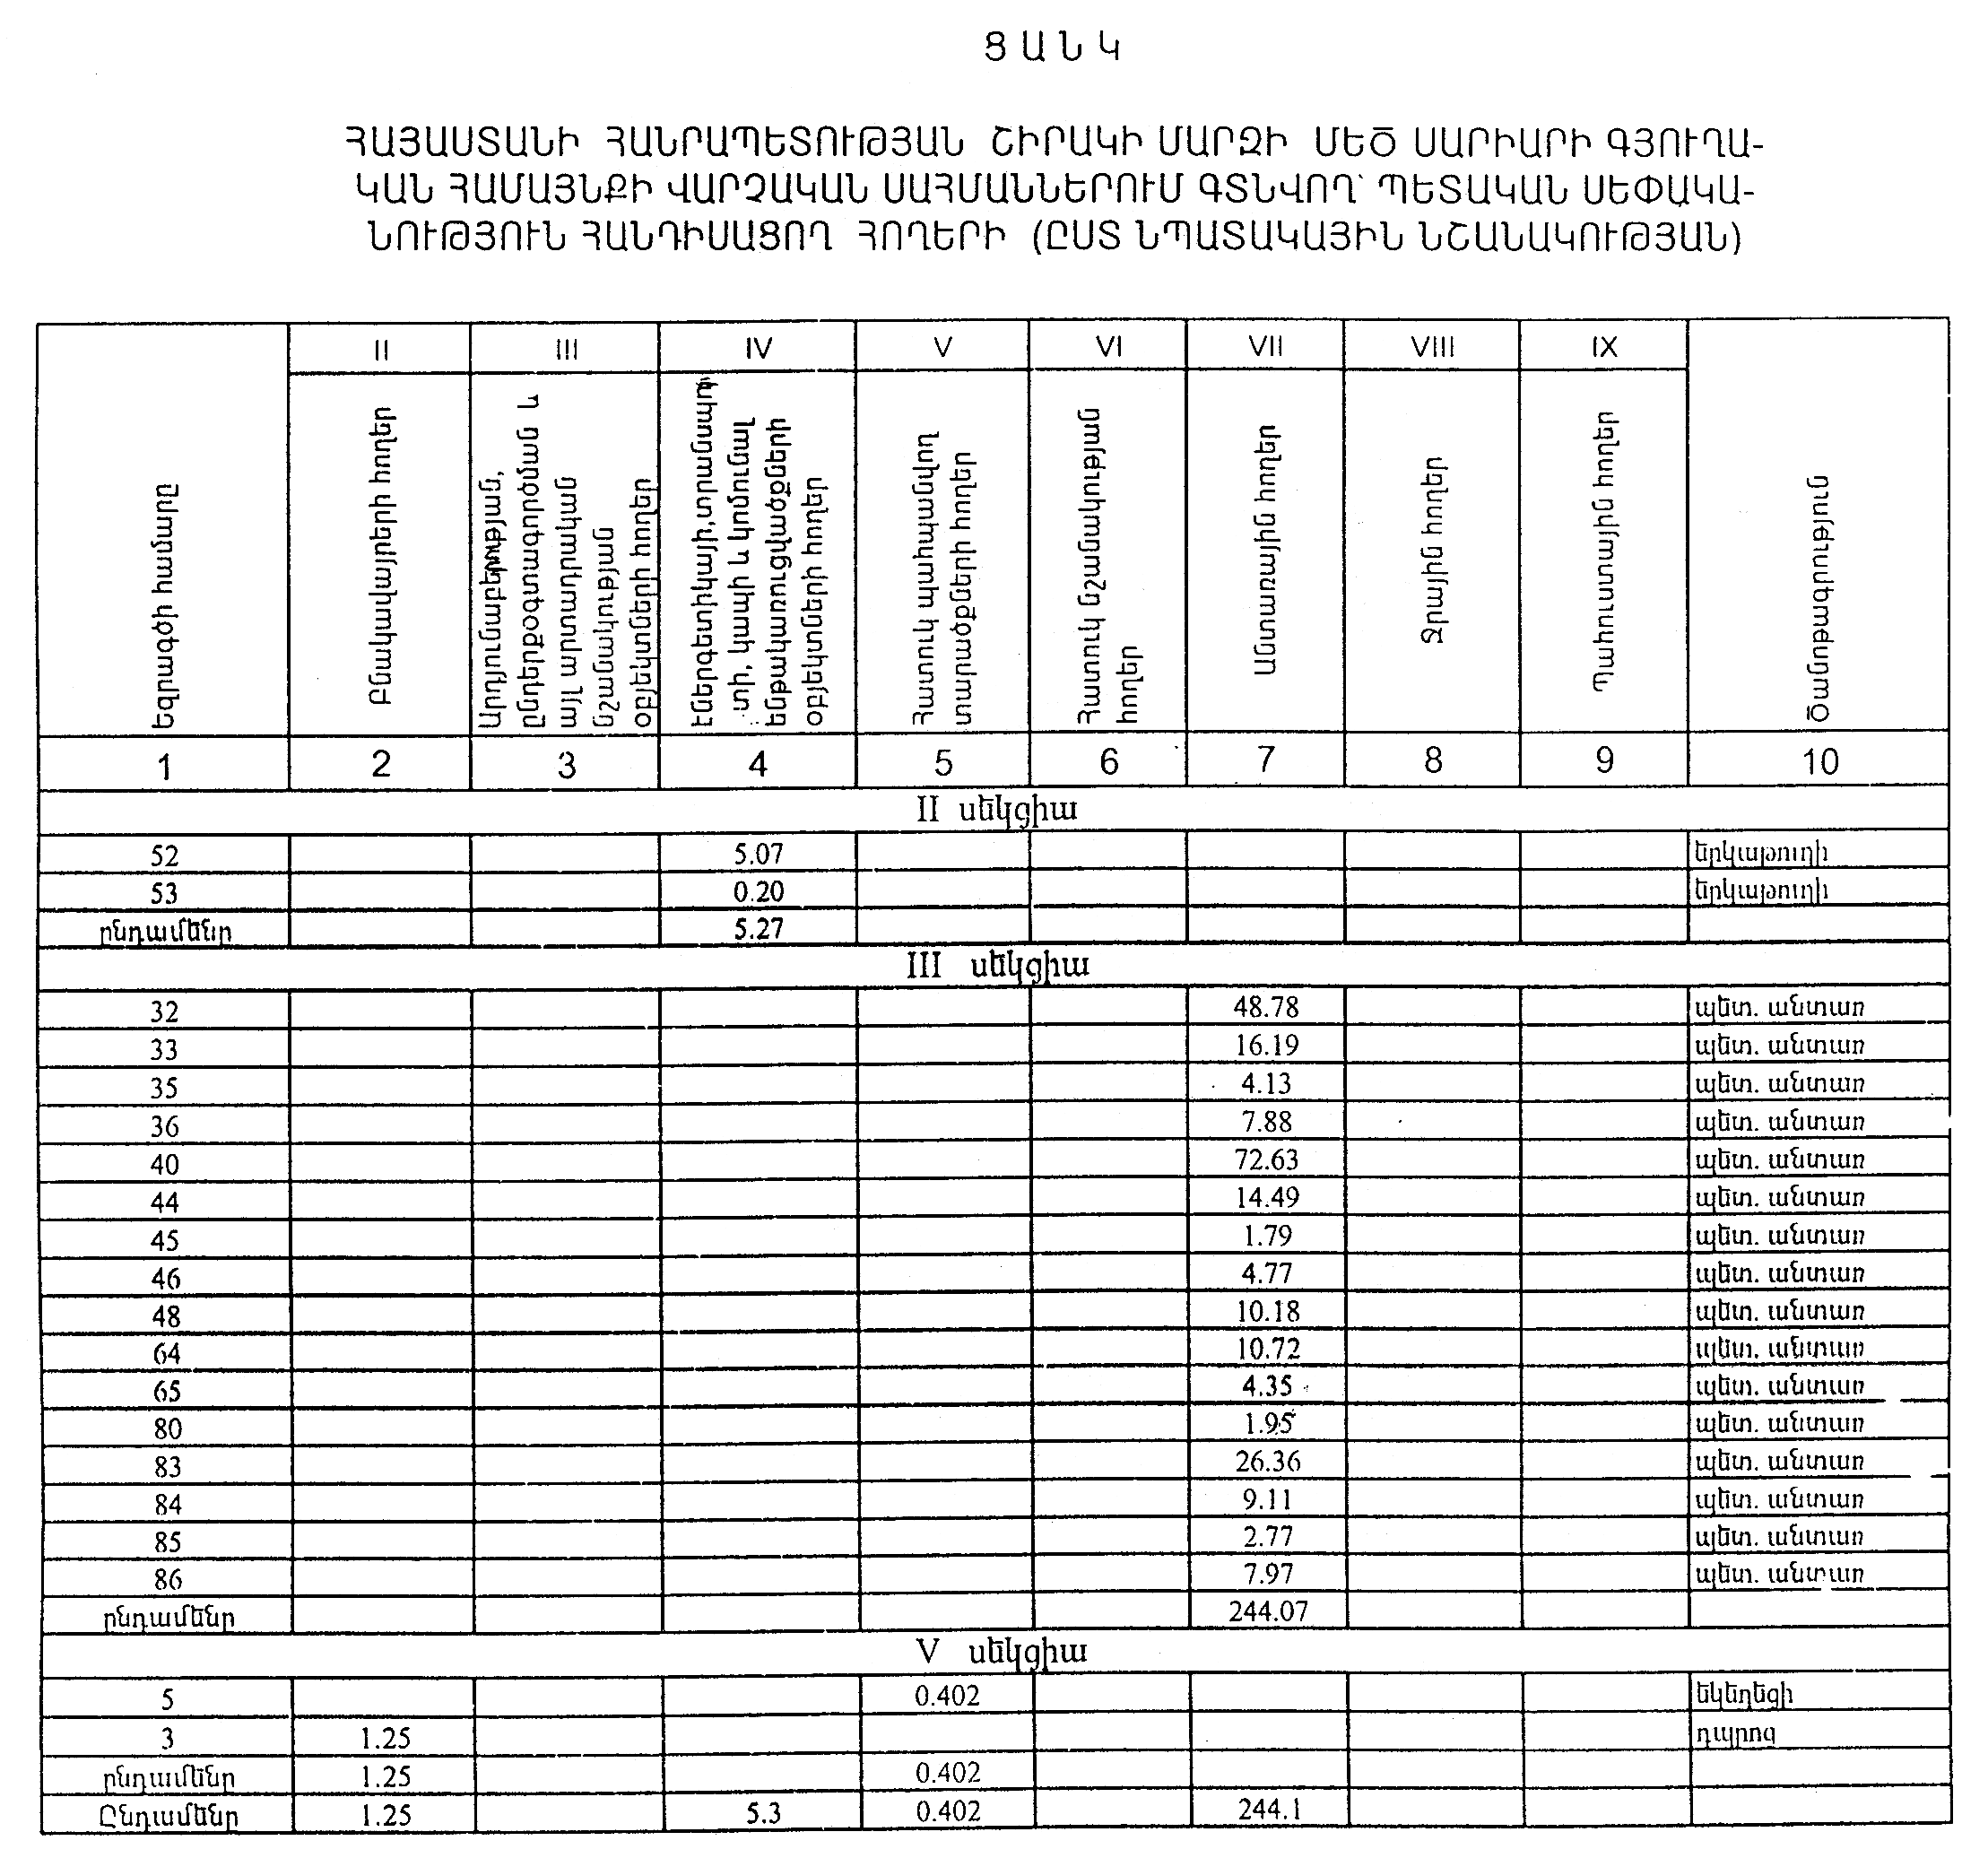 ՑԱՆԿ
ՀԱՅԱՍՏԱՆԻ ՀԱՆՐԱՊԵՏՈՒԹՅԱՆ ՇԻՐԱԿԻ ՄԱՐԶԻ ՄԵԾ ՍԱՐԻԱՐԻ ԳՅՈՒՂԱ-
ԿԱՆ ՀԱՄԱՅՆՔԻ ՎԱՐՉԱԿԱՆ ՍԱՀՄԱՆՆԵՐՈՒՄ ԳՏՆՎՈՂ՝ ՊԵՏԱԿԱՆ ՍԵՓԱԿԱ-
ՆՈՒԹՅՈՒՆ ՀԱՆԴԻՍԱՑՈՂ ՀՈՂԵՐԻ (ԸՍՏ ՆՊԱՏԱԿԱՅԻՆ ՆՇԱՆԱԿՈՒԹՅԱՆ)
II III IV V VI VII VIII IX
Եզրագծի համարը
Բնակավայրերի հողեր
Արդյունաբերության,
ընդերքօգտագործման և
այլ արտադրական
նշանակության
օբյեկտների հողեր
Էներգետիկայի, տրանսպոր
տի, կապի և կոմունալ
ենթակառուցվածքների
օբյեկտների հողեր
Հատուկ պահպանվող
տարածքների հողեր
Հատուկ նշանակության
հողեր
Անտառային հողեր
Ջրային հողեր
Պահուստային հողեր
Ծանոթություն
1 2 3 4 5 6 7 8 9 10
II սեկցիա
52 5.07 երկաթուղի
53 0.20 երկաթուղի
ընդամենը 5.27
III սեկցիա
32 48.78 պետ. անտառ
33 16.19 պետ. անտառ
35 4.13 պետ. անտառ
36 7.88 պետ. անտառ
40 72.63 պետ. անտառ
44 14.49 պետ. անտառ
45 1.79 պետ. անտառ
46 4.77 պետ. անտառ
48 10.18 պետ. անտառ
64 10.72 պետ. անտառ
65 4.35 պետ. անտառ
80 1.95 պետ. անտառ
83 26.36 պետ. անտառ
84 9.11 պետ. անտառ
85 2.77 պետ. անտառ
86 7.97 պետ. անտառ
ընդամենը 244.07
V սեկցիա
5 0.402 եկեղեցի
3 1.25 դպրոց
ընդամենը 1.25 0.402
Ընդամենը 1.25 5.3 0.402 244.1